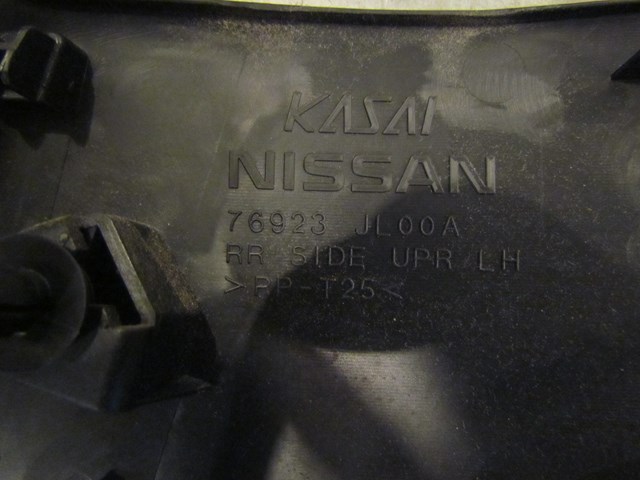 KASAI
NISSAN
76923 JL00A
RR SIDE UPR LH
>PP-T25<